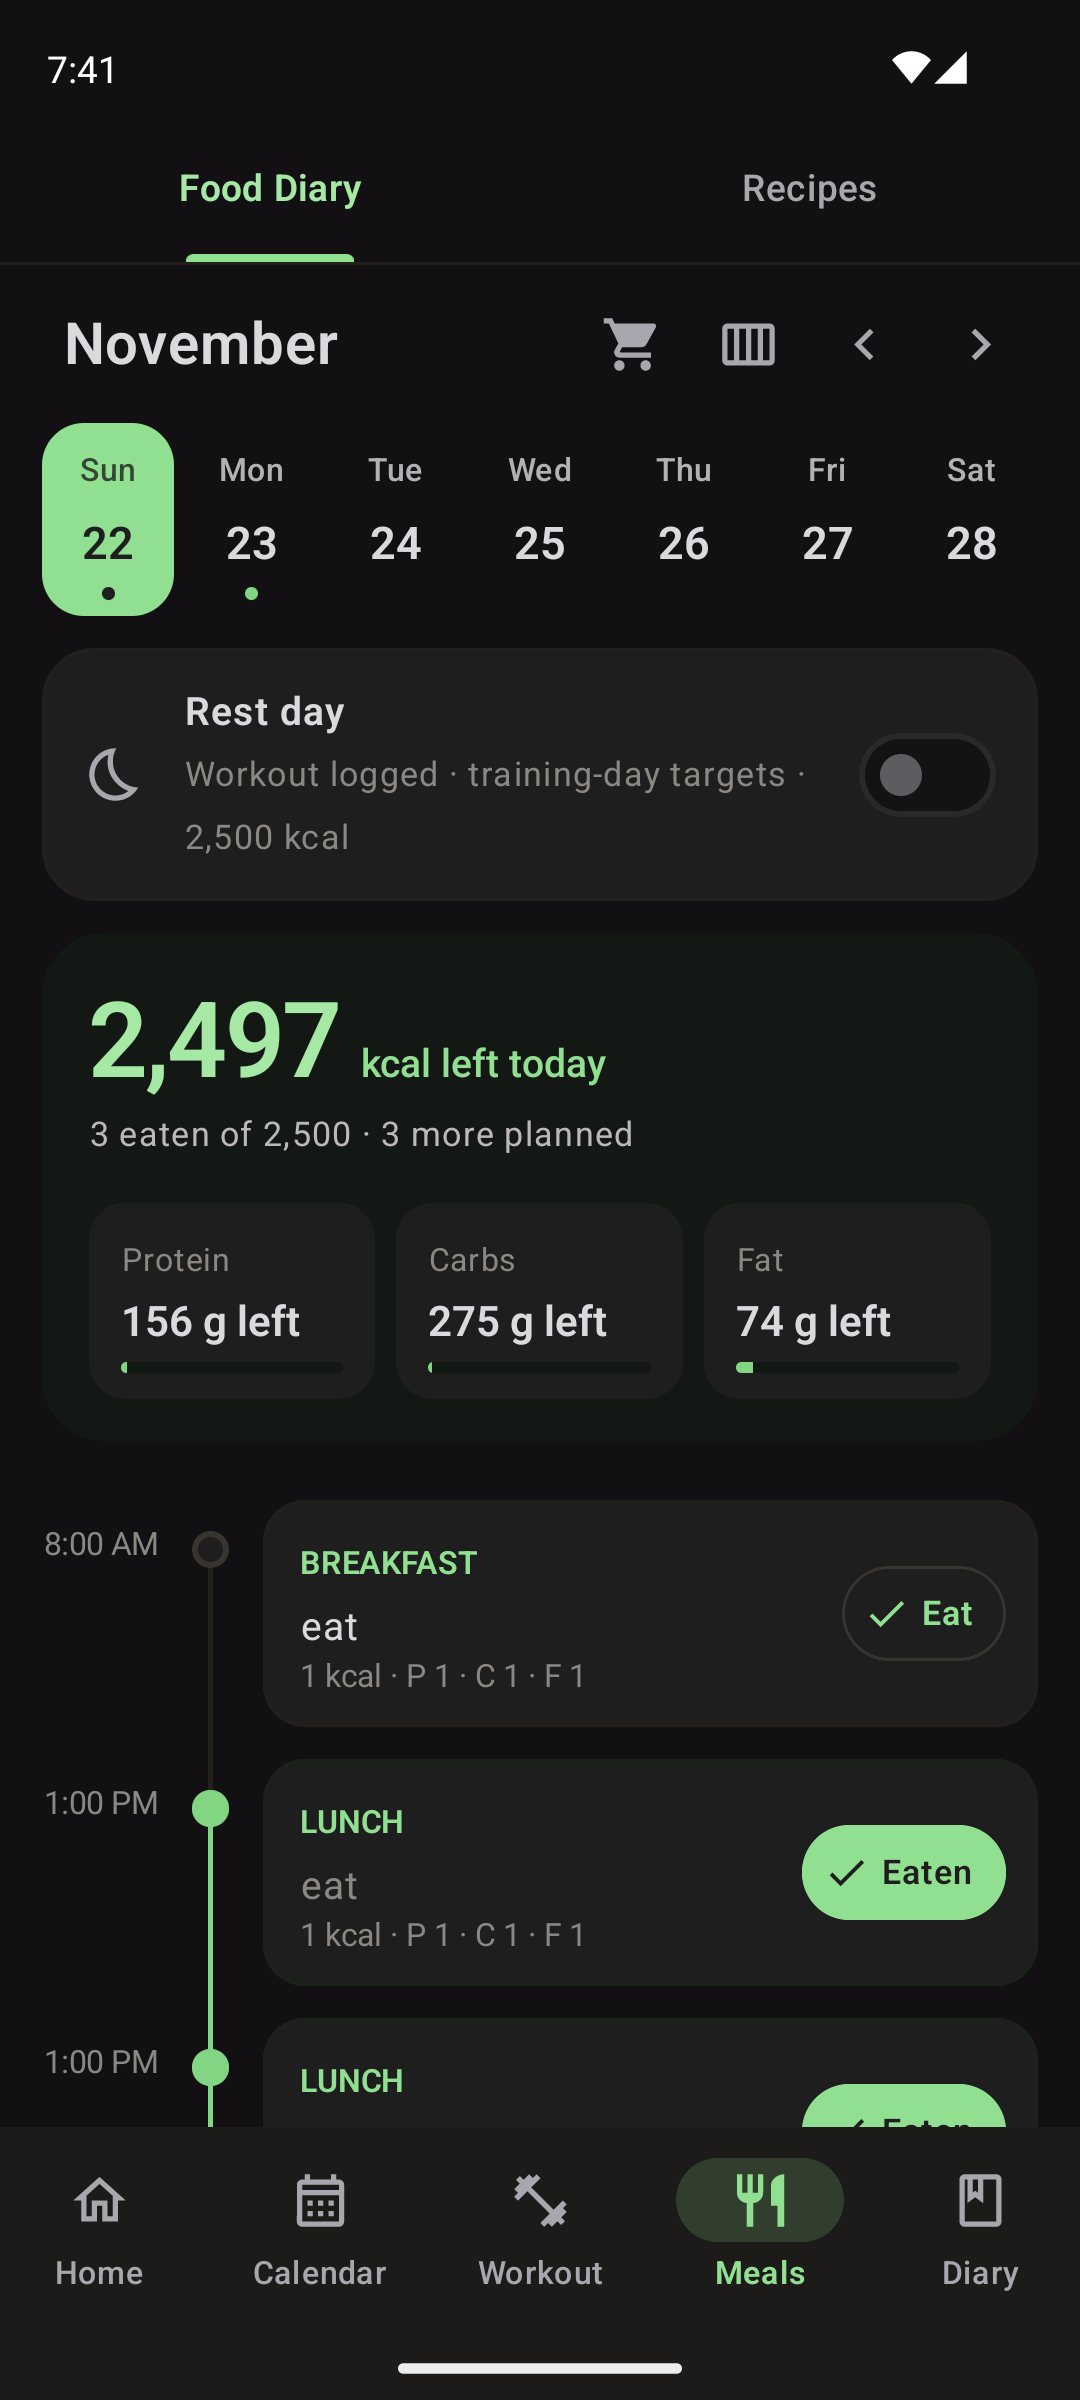 7:41
Food Diary
Recipes
November
Sun Mon Tue Wed Thu Fri Sat
22 23 24 25 26 27 28
Rest day
Workout logged · training-day targets ·
2,500 kcal
2,497 kcal left today
3 eaten of 2,500 · 3 more planned
Protein
156 g left
Carbs
275 g left
Fat
74 g left
8:00 AM
BREAKFAST
eat
1 kcal · P 1 · C 1 · F 1
Eat
1:00 PM
LUNCH
eat
1 kcal · P 1 · C 1 · F 1
Eaten
1:00 PM
LUNCH
Eaten
Home
Calendar
Workout
Meals
Diary